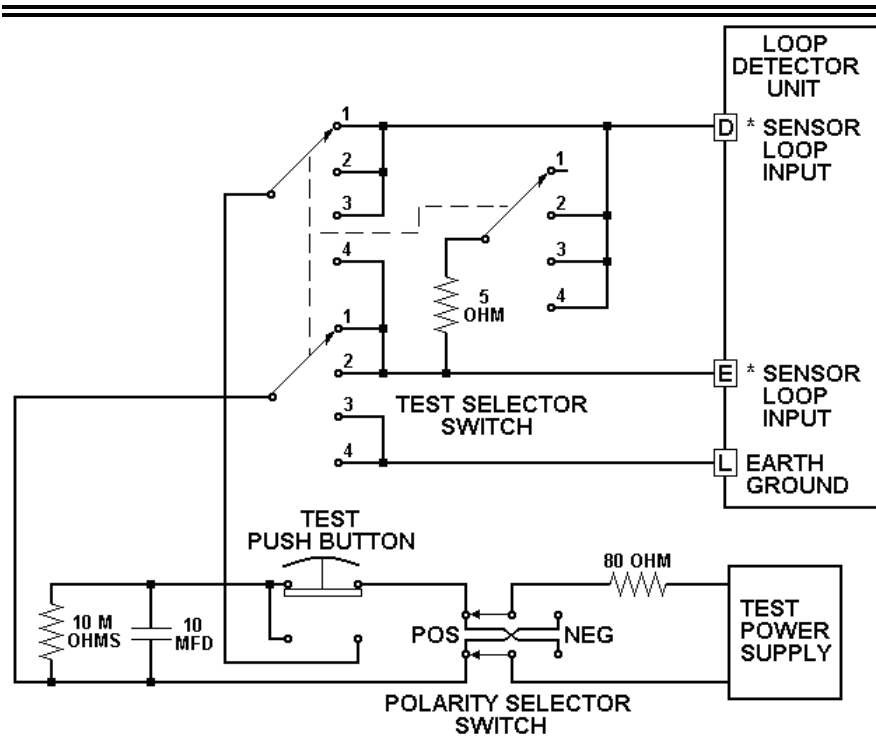 LOOP
DETECTOR
UNIT
D * SENSOR
LOOP
INPUT
1
2
3
4
1
2
3
4
1
2
3
4
5
OHM
E * SENSOR
LOOP
INPUT
TEST SELECTOR
SWITCH
L EARTH
GROUND
TEST
PUSH BUTTON
80 OHM
10 M
OHMS
10
MFD
POS
NEG
TEST
POWER
SUPPLY
POLARITY SELECTOR
SWITCH